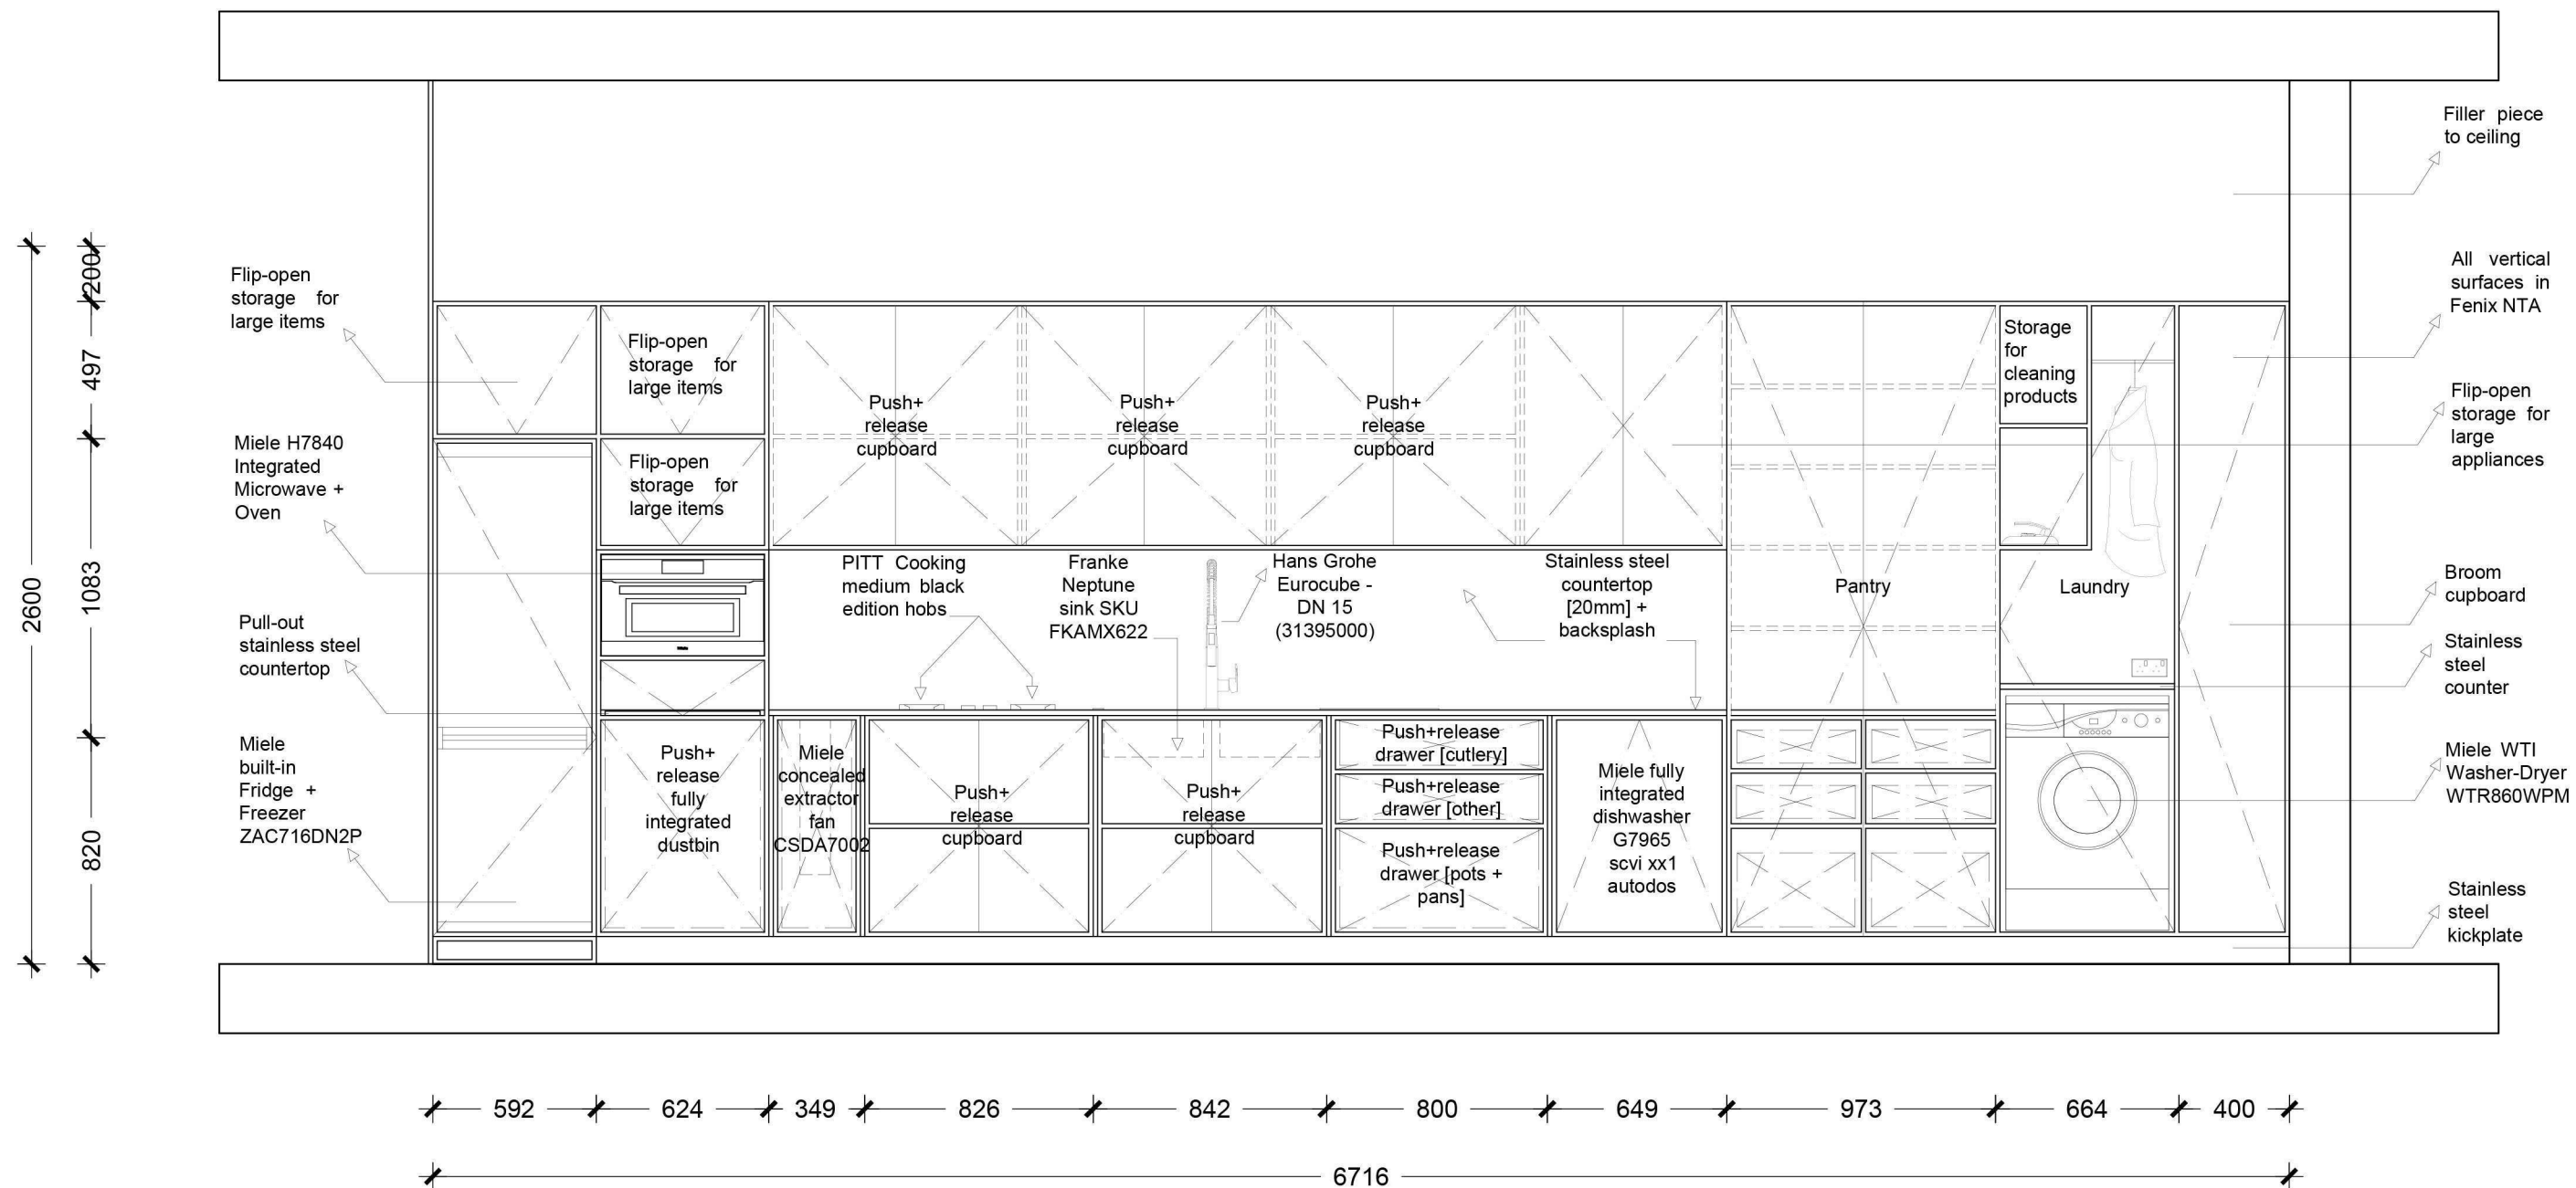 Filler piece
to ceiling
200
497
1083
820
2600
Flip-open
storage for
large items
Miele H7840
Integrated
Microwave +
Oven
Pull-out
stainless steel
countertop
Miele
built-in
Fridge +
Freezer
ZAC716DN2P
Flip-open
storage for
large items
Flip-open
storage for
large items
Push+
release
cupboard
Push+
release
cupboard
Push+
release
cupboard
Storage
for
cleaning
products
PITT Cooking
medium black
edition hobs
Franke
Neptune
sink SKU
FKAMX622
Hans Grohe
Eurocube -
DN 15
(31395000)
Stainless steel
countertop
[20mm] +
backsplash
Pantry
Laundry
Push+
release
fully
integrated
dustbin
Miele
concealed
extractor
fan
CSDA7002
Push+
release
cupboard
Push+
release
cupboard
Push+release
drawer [cutlery]
Push+release
drawer [other]
Push+release
drawer [pots +
pans]
Miele fully
integrated
dishwasher
G7965
scvi xx1
autodos
All vertical
surfaces in
Fenix NTA
Flip-open
storage for
large
appliances
Broom
cupboard
Stainless
steel
counter
Miele WTI
Washer-Dryer
WTR860WPM
Stainless
steel
kickplate
592 624 349 826 842 800 649 973 664 400
6716